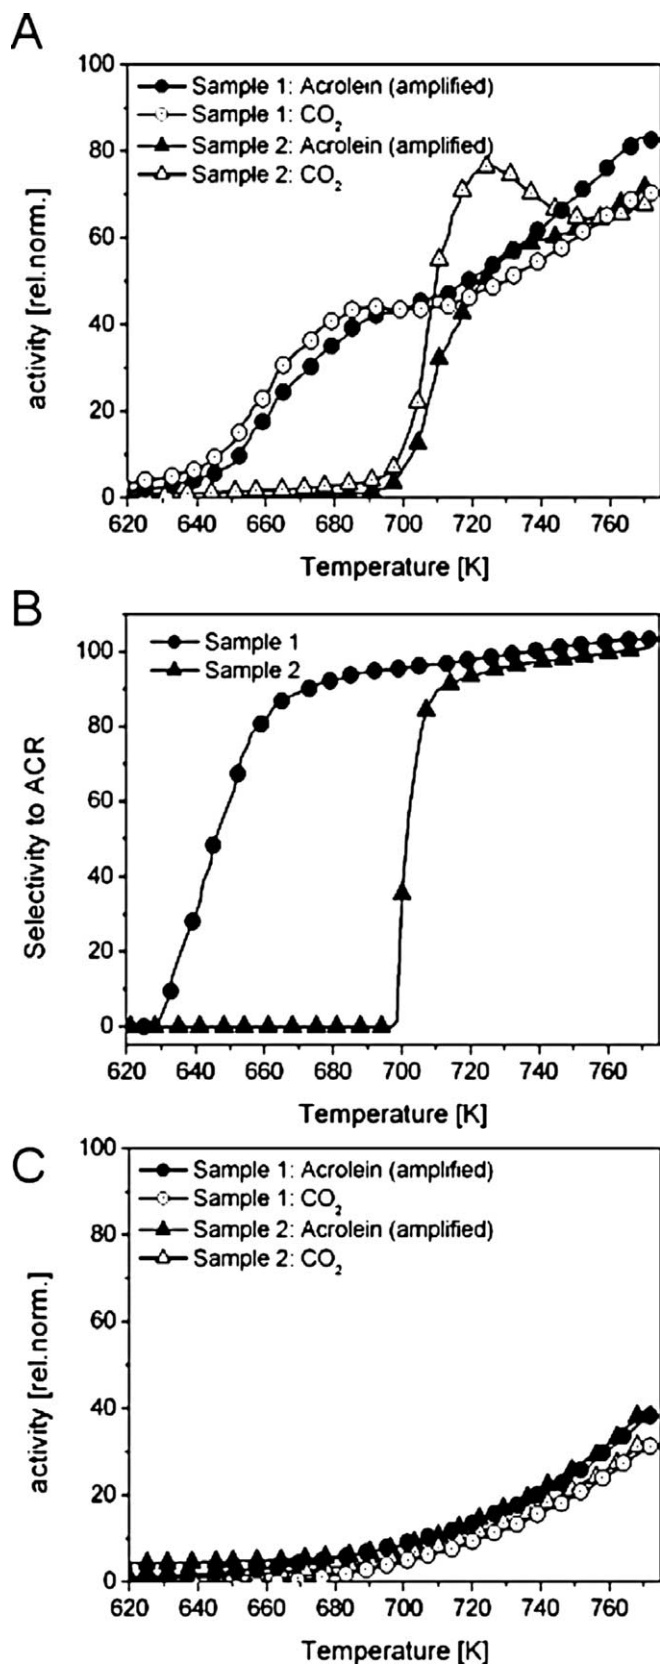 A
100
80
60
40
20
0
activity [rel.norm.]
Sample 1: Acrolein (amplified)
Sample 1: CO₂
Sample 2: Acrolein (amplified)
Sample 2: CO₂
620 640 660 680 700 720 740 760
Temperature [K]
B
100
80
60
40
20
0
Selectivity to ACR
Sample 1
Sample 2
620 640 660 680 700 720 740 760
Temperature [K]
C
100
80
60
40
20
0
activity [rel.norm.]
Sample 1: Acrolein (amplified)
Sample 1: CO₂
Sample 2: Acrolein (amplified)
Sample 2: CO₂
620 640 660 680 700 720 740 760
Temperature [K]